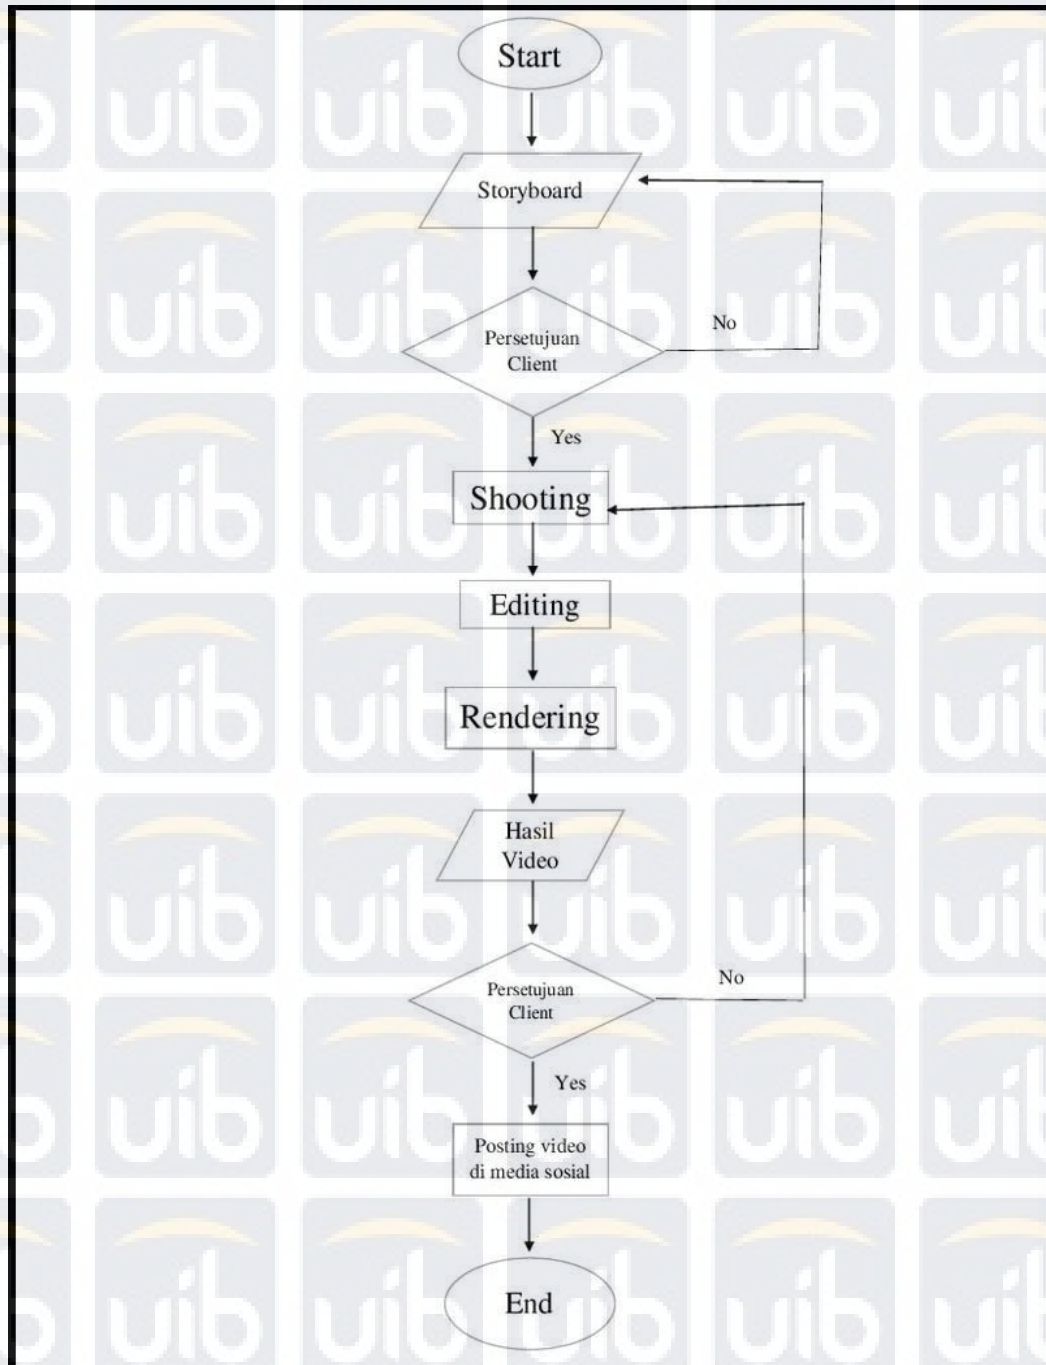 Start
Storyboard
Persetujuan
Client
No
Yes
Shooting
Editing
Rendering
Hasil
Video
Persetujuan
Client
No
Yes
Posting video
di media sosial
End
uib